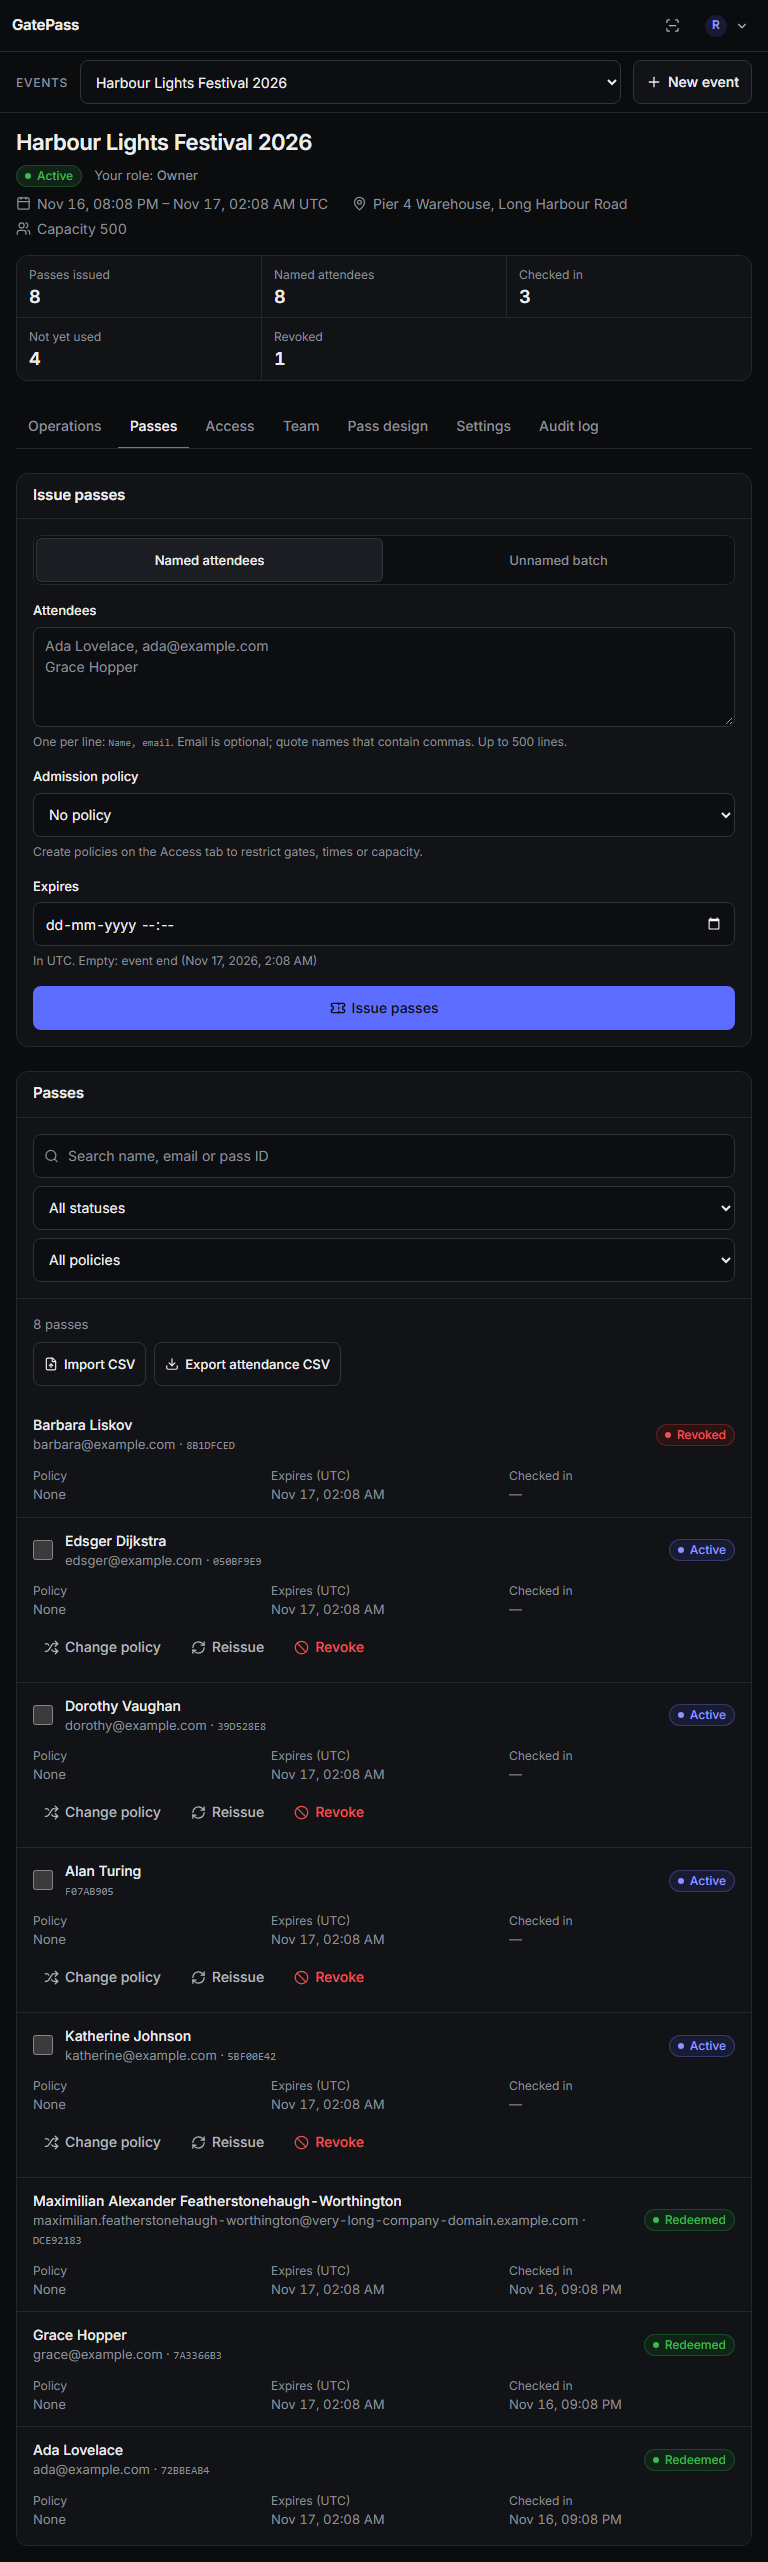 GatePass
R
EVENTS
Harbour Lights Festival 2026
New event
Harbour Lights Festival 2026
Active
Your role: Owner
Nov 16, 08:08 PM – Nov 17, 02:08 AM UTC
Pier 4 Warehouse, Long Harbour Road
Capacity 500
Passes issued
8
Named attendees
8
Checked in
3
Not yet used
4
Revoked
1
Operations
Passes
Access
Team
Pass design
Settings
Audit log
Issue passes
Named attendees
Unnamed batch
Attendees
Ada Lovelace, ada@example.com
Grace Hopper
One per line: Name, email. Email is optional; quote names that contain commas. Up to 500 lines.
Admission policy
No policy
Create policies on the Access tab to restrict gates, times or capacity.
Expires
dd-mm-yyyy --:--
In UTC. Empty: event end (Nov 17, 2026, 2:08 AM)
Issue passes
Passes
Search name, email or pass ID
All statuses
All policies
8 passes
Import CSV
Export attendance CSV
Barbara Liskov
barbara@example.com · 8B1DFCED
Revoked
Policy
None
Expires (UTC)
Nov 17, 02:08 AM
Checked in
—
Edsger Dijkstra
edsger@example.com · 050BF9E9
Active
Policy
None
Expires (UTC)
Nov 17, 02:08 AM
Checked in
—
Change policy
Reissue
Revoke
Dorothy Vaughan
dorothy@example.com · 39D528E8
Active
Policy
None
Expires (UTC)
Nov 17, 02:08 AM
Checked in
—
Change policy
Reissue
Revoke
Alan Turing
F07AB905
Active
Policy
None
Expires (UTC)
Nov 17, 02:08 AM
Checked in
—
Change policy
Reissue
Revoke
Katherine Johnson
katherine@example.com · 5BF00E42
Active
Policy
None
Expires (UTC)
Nov 17, 02:08 AM
Checked in
—
Change policy
Reissue
Revoke
Maximilian Alexander Featherstonehaugh-Worthington
maximilian.featherstonehaugh-worthington@very-long-company-domain.example.com ·
DCE92183
Redeemed
Policy
None
Expires (UTC)
Nov 17, 02:08 AM
Checked in
Nov 16, 09:08 PM
Grace Hopper
grace@example.com · 7A3366B3
Redeemed
Policy
None
Expires (UTC)
Nov 17, 02:08 AM
Checked in
Nov 16, 09:08 PM
Ada Lovelace
ada@example.com · 72BBEAB4
Redeemed
Policy
None
Expires (UTC)
Nov 17, 02:08 AM
Checked in
Nov 16, 09:08 PM